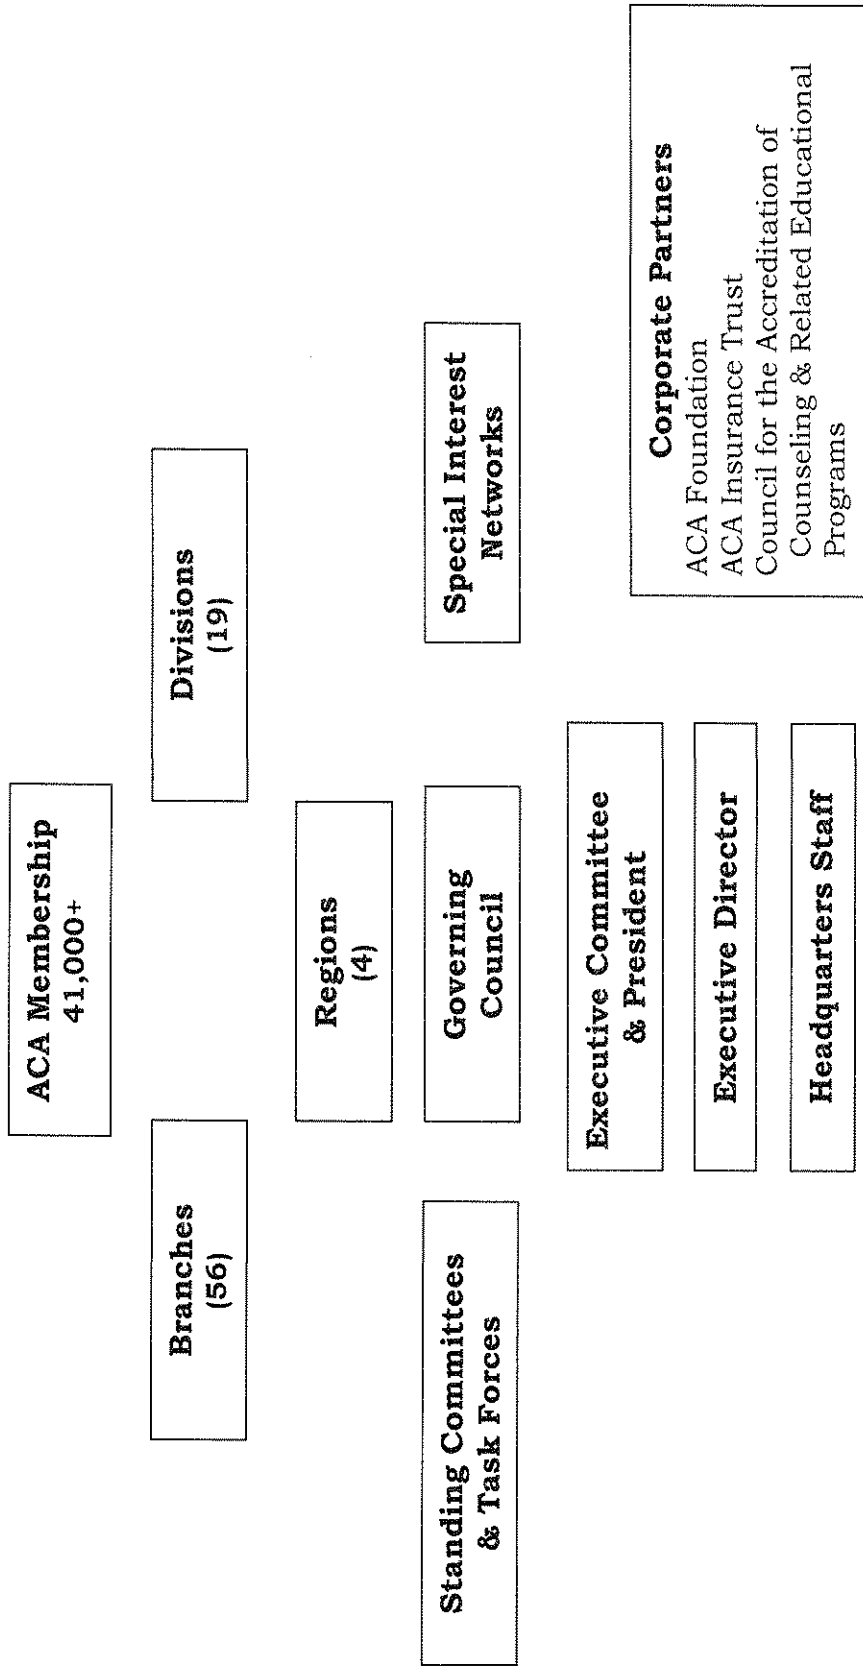 ACA Membership
41,000+
Branches
(56)
Divisions
(19)
Regions
(4)
Standing Committees
& Task Forces
Governing
Council
Special Interest
Networks
Executive Committee
& President
Executive Director
Headquarters Staff
Corporate Partners
ACA Foundation
ACA Insurance Trust
Council for the Accreditation of
Counseling & Related Educational
Programs